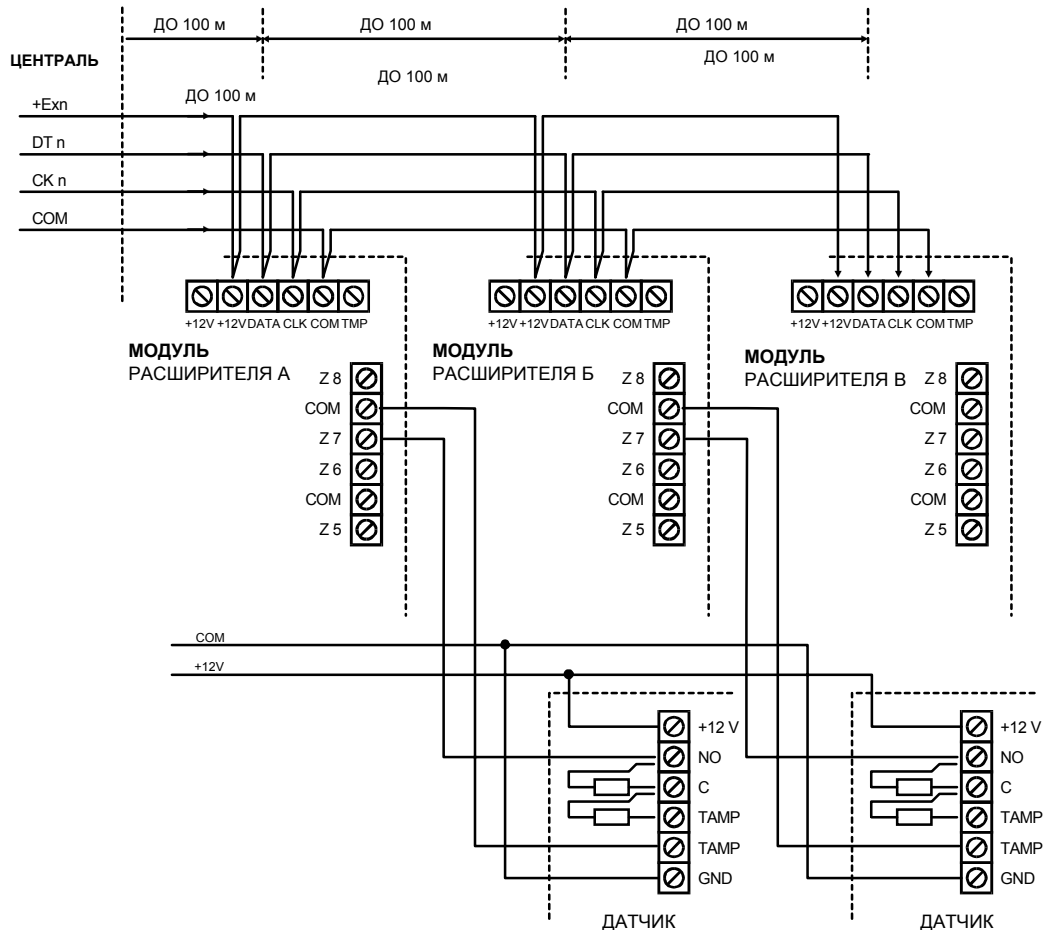 ДО 100 м
ДО 100 м
ДО 100 м
ЦЕНТРАЛЬ
ДО 100 м
ДО 100 м
ДО 100 м
+Exn
DT n
CK n
COM
+12V +12V DATA CLK COM TMP
+12V +12V DATA CLK COM TMP
+12V +12V DATA CLK COM TMP
МОДУЛЬ
РАСШИРИТЕЛЯ А
МОДУЛЬ
РАСШИРИТЕЛЯ Б
МОДУЛЬ
РАСШИРИТЕЛЯ В
Z 8
COM
Z 7
Z 6
COM
Z 5
Z 8
COM
Z 7
Z 6
COM
Z 5
Z 8
COM
Z 7
Z 6
COM
Z 5
COM
+12V
+12 V
NO
C
TAMP
TAMP
GND
ДАТЧИК
+12 V
NO
C
TAMP
TAMP
GND
ДАТЧИК